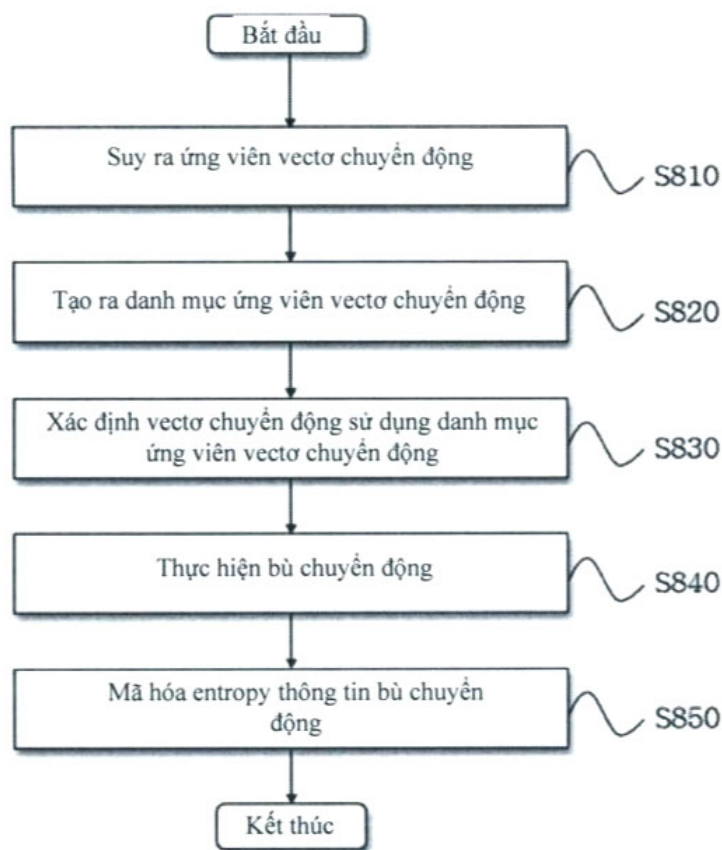 Bắt đầu
Suy ra ứng viên vectơ chuyển động
S810
Tạo ra danh mục ứng viên vectơ chuyển động
S820
Xác định vectơ chuyển động sử dụng danh mục
ứng viên vectơ chuyển động
S830
Thực hiện bù chuyển động
S840
Mã hóa entropy thông tin bù chuyển
động
S850
Kết thúc